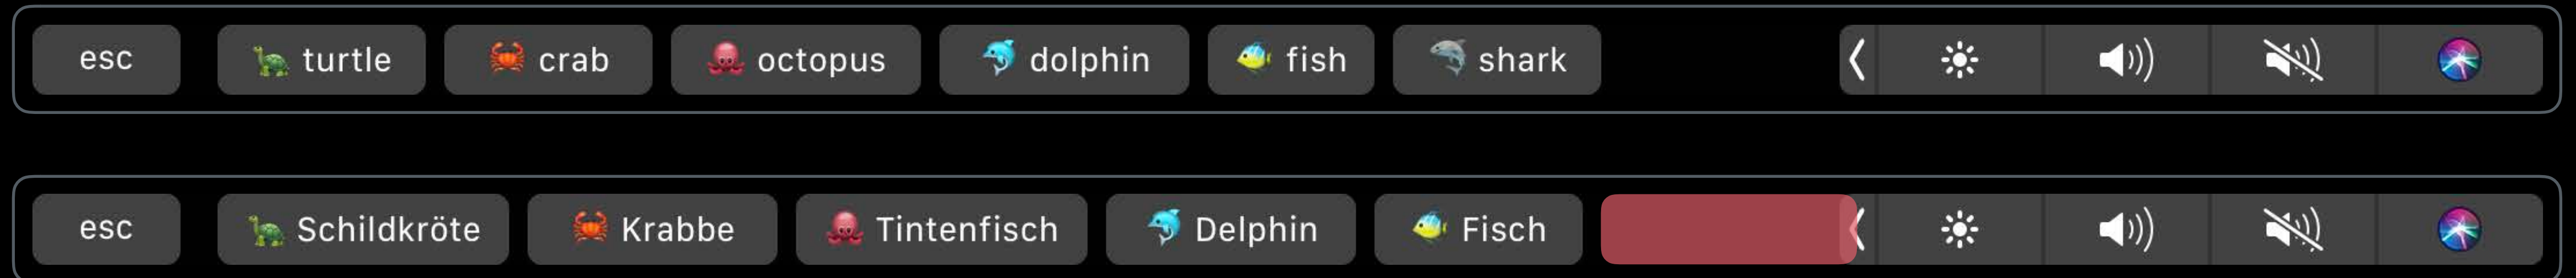 esc turtle crab octopus dolphin fish shark
esc Schildkröte Krabbe Tintenfisch Delphin Fisch